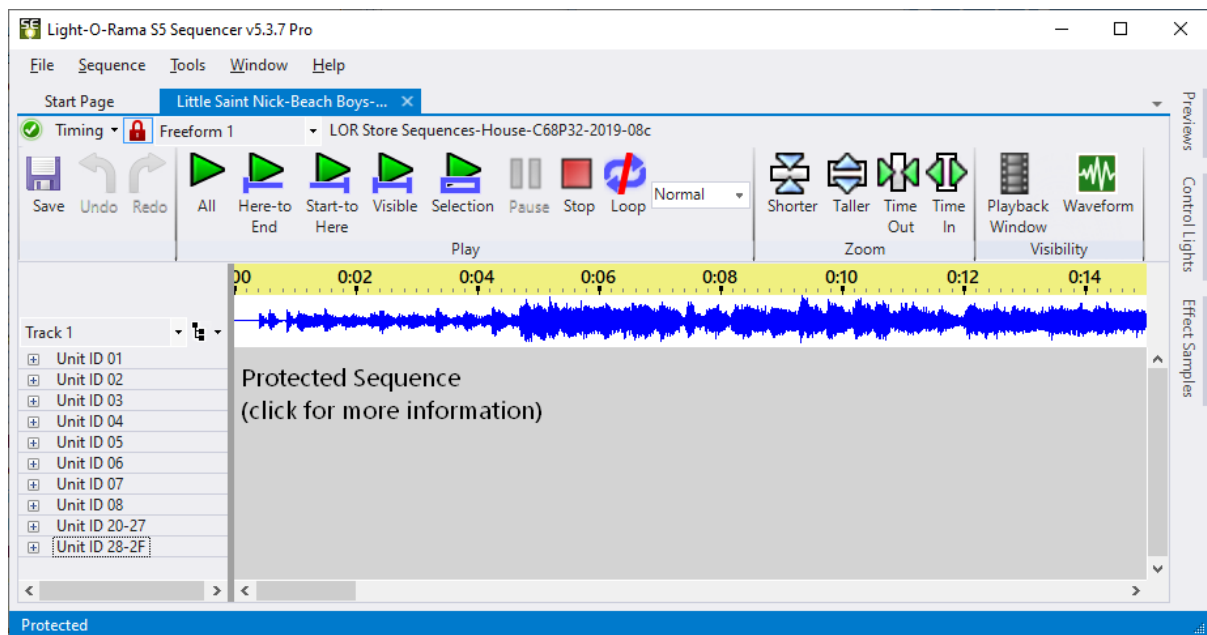 Light-O-Rama S5 Sequencer v5.3.7 Pro
File Sequence Tools Window Help
Start Page Little Saint Nick-Beach Boys-...
Timing Freeform 1 LOR Store Sequences-House-C68P32-2019-08c
Save Undo Redo All Here-to End Start-to Here Visible Selection Pause Stop Loop Normal Shorter Taller Time Out Time In Playback Window Waveform
Play Zoom Visibility
00 0:02 0:04 0:06 0:08 0:10 0:12 0:14
Track 1
Unit ID 01
Unit ID 02
Unit ID 03
Unit ID 04
Unit ID 05
Unit ID 06
Unit ID 07
Unit ID 08
Unit ID 20-27
Unit ID 28-2F
Protected Sequence
(click for more information)
Previews
Control Lights
Effect Samples
Protected